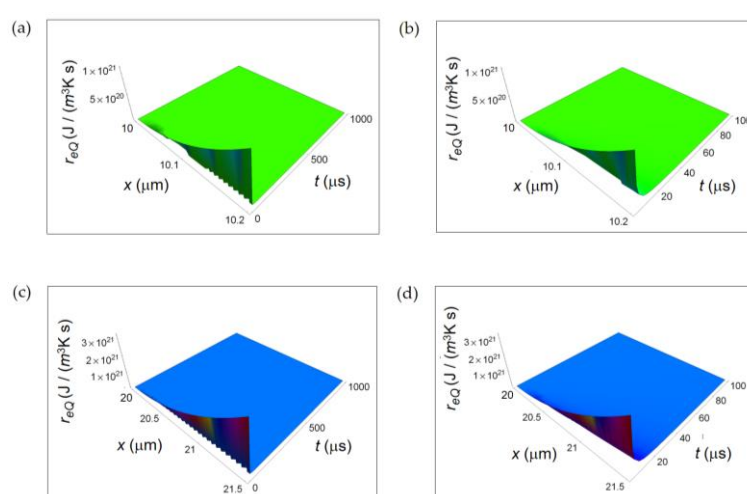 (a)
r_eQ (J / (m³K s)
1×10²¹
5×10²⁰
10
10.1
10.2
x (μm)
0
500
1000
t (μs)
(b)
r_eQ (J / (m³K s)
1×10²¹
5×10²⁰
10
10.1
10.2
x (μm)
20
40
60
80
t (μs)
(c)
r_eQ (J / (m³K s)
3×10²¹
2×10²¹
1×10²¹
20
20.5
21
21.5
x (μm)
0
500
1000
t (μs)
(d)
r_eQ (J / (m³K s)
3×10²¹
2×10²¹
1×10²¹
20
20.5
21
21.5
x (μm)
20
40
60
80
t (μs)